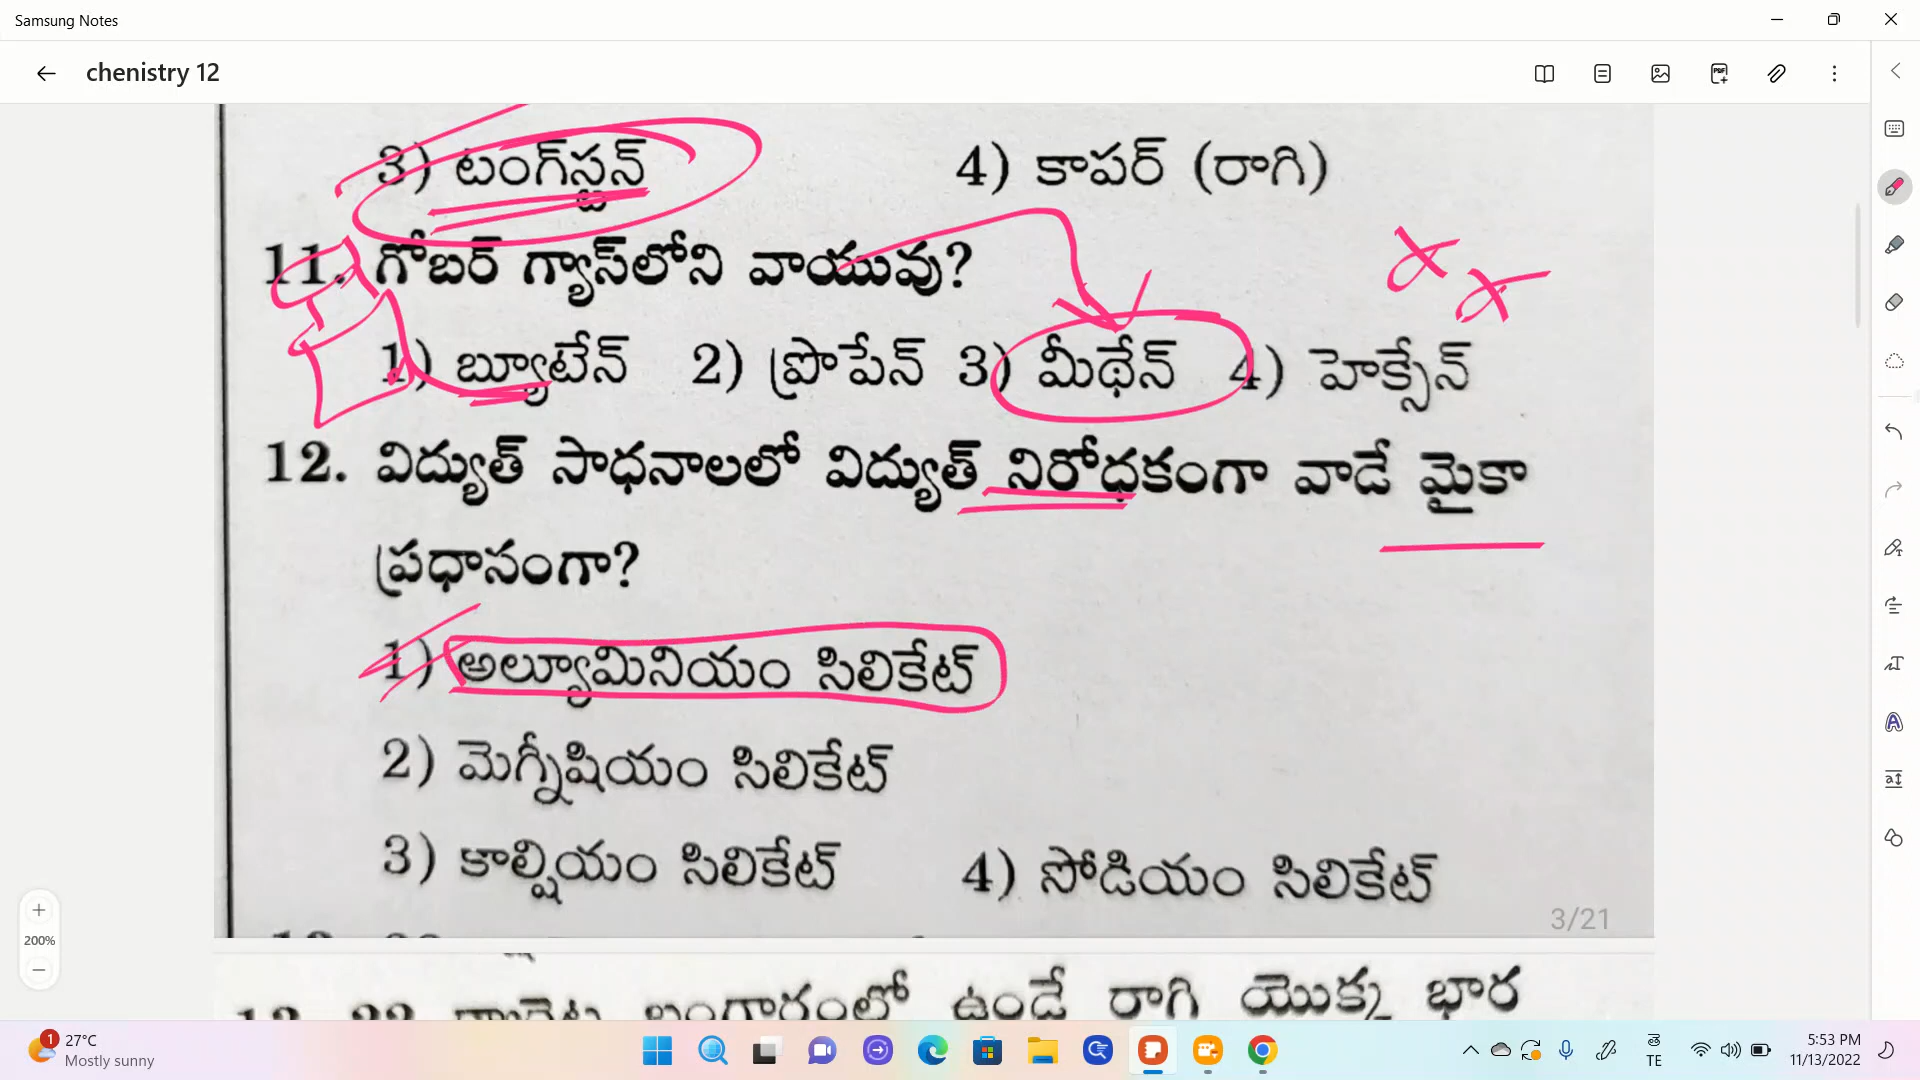 Samsung Notes
chenistry 12
3) టంగ్‌స్టన్ 4) కాపర్ (రాగి)
11. గోబర్ గ్యాస్‌లోని వాయువు?
1) బ్యూటేన్ 2) ప్రొపేన్ 3) మీథేన్ 4) హెక్సేన్
12. విద్యుత్ సాధనాలలో విద్యుత్ నిరోధకంగా వాడే మైకా
ప్రధానంగా?
1) అల్యూమినియం సిలికేట్
2) మెగ్నీషియం సిలికేట్
3) కాల్షియం సిలికేట్ 4) సోడియం సిలికేట్
3/21
ఉండే రాగి యొక్క భార
200%
1 27°C
Mostly sunny
తె
TE
5:53 PM
11/13/2022